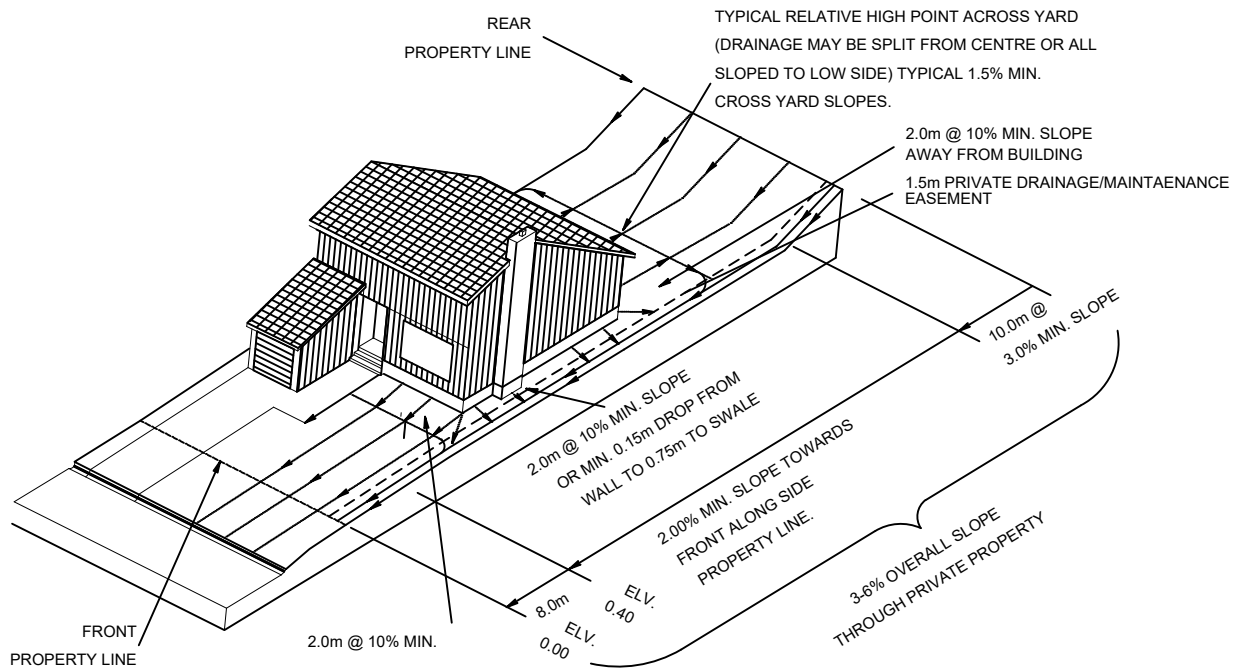 REAR
PROPERTY LINE
TYPICAL RELATIVE HIGH POINT ACROSS YARD
(DRAINAGE MAY BE SPLIT FROM CENTRE OR ALL
SLOPED TO LOW SIDE) TYPICAL 1.5% MIN.
CROSS YARD SLOPES.
2.0m @ 10% MIN. SLOPE
AWAY FROM BUILDING
1.5m PRIVATE DRAINAGE/MAINTAENANCE
EASEMENT
10.0m @
3.0% MIN. SLOPE
2.0m @ 10% MIN. SLOPE
OR MIN. 0.15m DROP FROM
WALL TO 0.75m TO SWALE
2.00% MIN. SLOPE TOWARDS
FRONT ALONG SIDE
PROPERTY LINE.
3-6% OVERALL SLOPE
THROUGH PRIVATE PROPERTY
8.0m
ELV.
0.40
ELV.
0.00
2.0m @ 10% MIN.
FRONT
PROPERTY LINE